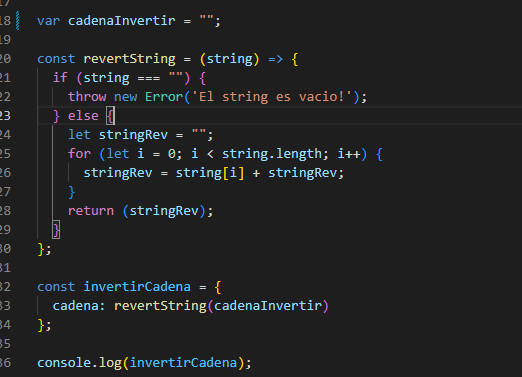 18 var cadenaInvertir = "";
19
20 const revertString = (string) => {
21 if (string === "") {
22 throw new Error('El string es vacio!');
23 } else {
24 let stringRev = "";
25 for (let i = 0; i < string.length; i++) {
26 stringRev = string[i] + stringRev;
27 }
28 return (stringRev);
29 }
30 };
31
32 const invertirCadena = {
33 cadena: revertString(cadenaInvertir)
34 };
35
36 console.log(invertirCadena);